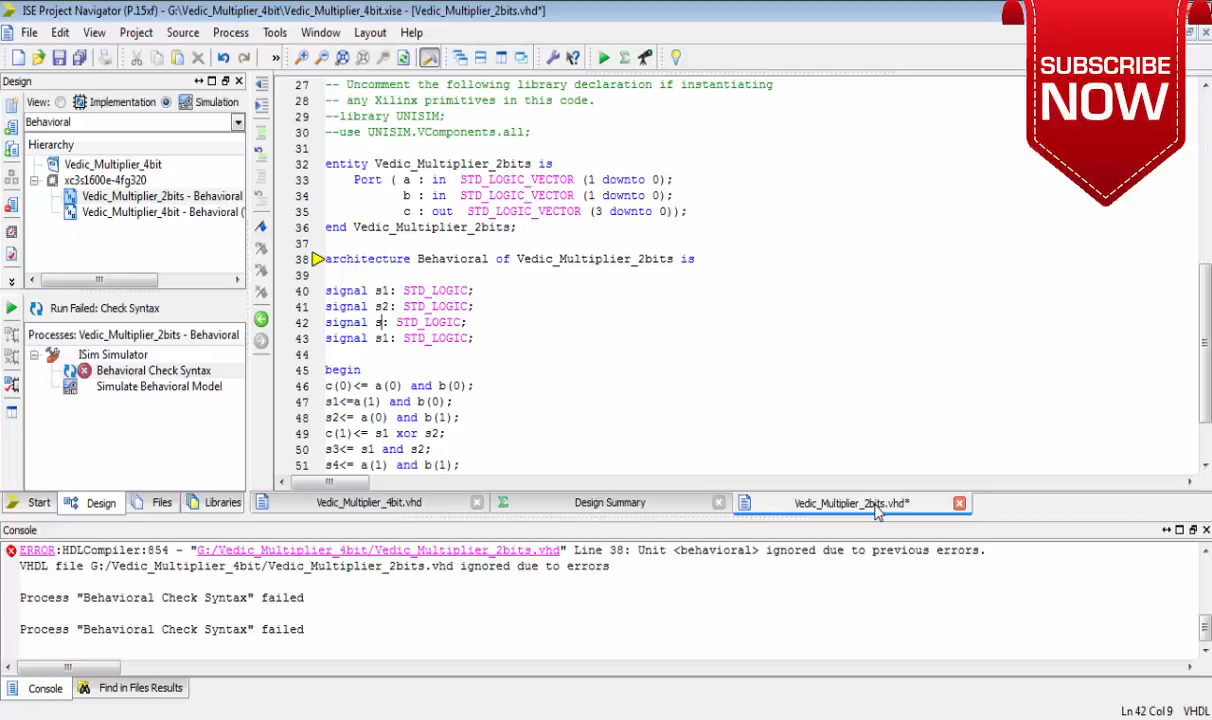 ISE Project Navigator (P.15xf) - G:\Vedic_Multiplier_4bit\Vedic_Multiplier_4bit.xise - [Vedic_Multiplier_2bits.vhd*]
File Edit View Project Source Process Tools Window Layout Help
SUBSCRIBE
NOW
Design
View: Implementation Simulation
Behavioral
Hierarchy
Vedic_Multiplier_4bit
xc3s1600e-4fg320
Vedic_Multiplier_2bits - Behavioral
Vedic_Multiplier_4bit - Behavioral (
Run Failed: Check Syntax
Processes: Vedic_Multiplier_2bits - Behavioral
ISim Simulator
Behavioral Check Syntax
Simulate Behavioral Model
27 -- Uncomment the following library declaration if instantiating
28 -- any Xilinx primitives in this code.
29 --library UNISIM;
30 --use UNISIM.VComponents.all;
31
32 entity Vedic_Multiplier_2bits is
33 Port ( a : in STD_LOGIC_VECTOR (1 downto 0);
34 b : in STD_LOGIC_VECTOR (1 downto 0);
35 c : out STD_LOGIC_VECTOR (3 downto 0));
36 end Vedic_Multiplier_2bits;
37
38 architecture Behavioral of Vedic_Multiplier_2bits is
39
40 signal s1: STD_LOGIC;
41 signal s2: STD_LOGIC;
42 signal s: STD_LOGIC;
43 signal s1: STD_LOGIC;
44
45 begin
46 c(0)<= a(0) and b(0);
47 s1<=a(1) and b(0);
48 s2<= a(0) and b(1);
49 c(1)<= s1 xor s2;
50 s3<= s1 and s2;
51 s4<= a(1) and b(1);
Start Design Files Libraries
Vedic_Multiplier_4bit.vhd Design Summary Vedic_Multiplier_2bits.vhd*
Console
ERROR:HDLCompiler:854 - "G:/Vedic_Multiplier_4bit/Vedic_Multiplier_2bits.vhd" Line 38: Unit <behavioral> ignored due to previous errors.
VHDL file G:/Vedic_Multiplier_4bit/Vedic_Multiplier_2bits.vhd ignored due to errors
Process "Behavioral Check Syntax" failed
Process "Behavioral Check Syntax" failed
Console Find in Files Results
Ln 42 Col 9 VHDL